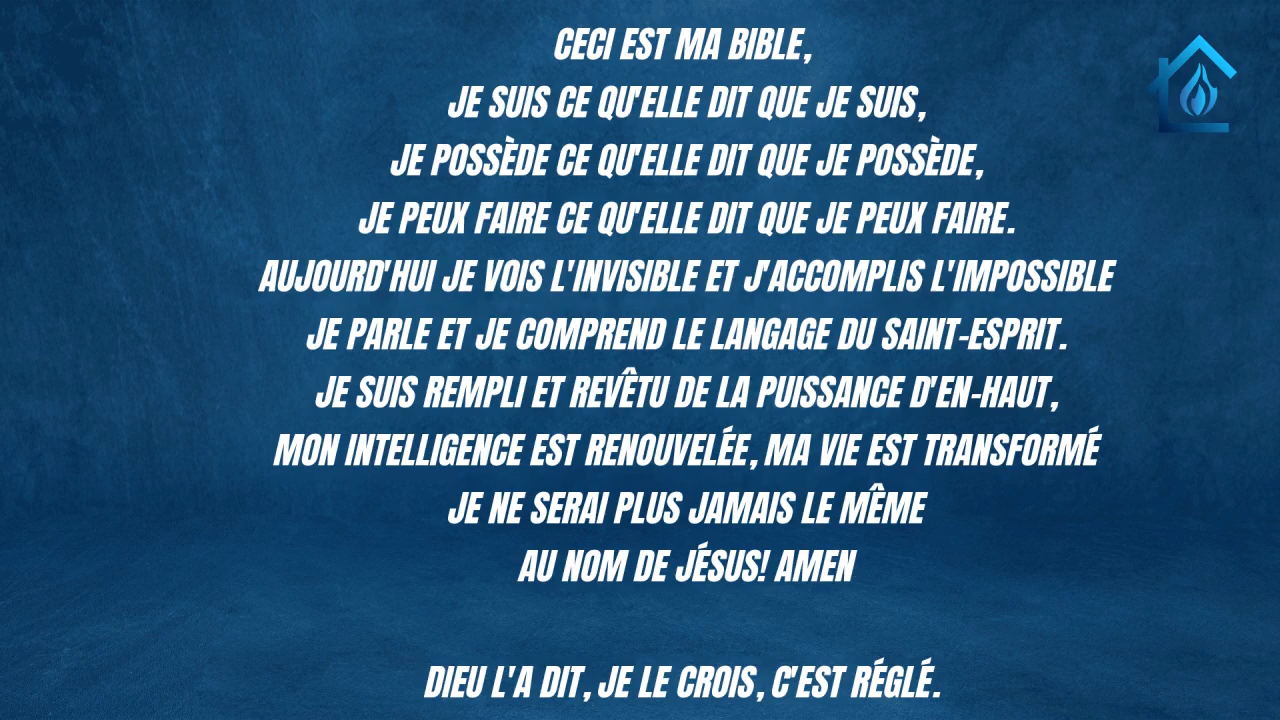 CECI EST MA BIBLE,
JE SUIS CE QU'ELLE DIT QUE JE SUIS,
JE POSSÈDE CE QU'ELLE DIT QUE JE POSSÈDE,
JE PEUX FAIRE CE QU'ELLE DIT QUE JE PEUX FAIRE.
AUJOURD'HUI JE VOIS L'INVISIBLE ET J'ACCOMPLIS L'IMPOSSIBLE
JE PARLE ET JE COMPREND LE LANGAGE DU SAINT-ESPRIT.
JE SUIS REMPLI ET REVÊTU DE LA PUISSANCE D'EN-HAUT,
MON INTELLIGENCE EST RENOUVELÉE, MA VIE EST TRANSFORMÉ
JE NE SERAI PLUS JAMAIS LE MÊME
AU NOM DE JÉSUS! AMEN
DIEU L'A DIT, JE LE CROIS, C'EST RÉGLÉ.